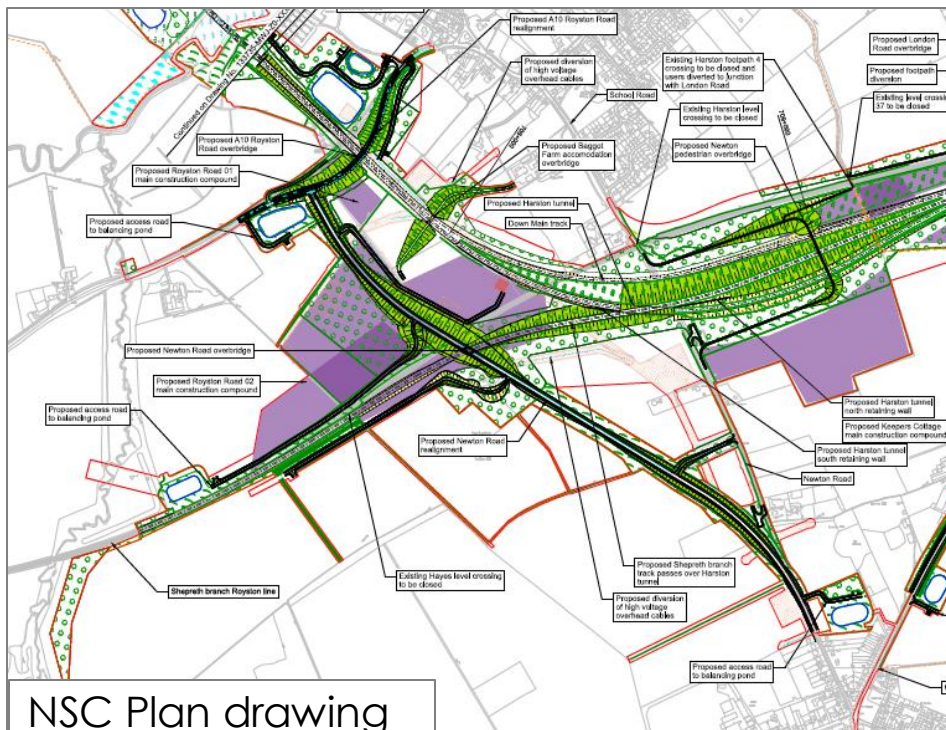 Proposed A10 Royston Road
realignment
Continued on Drawing No.
Proposed diversion
of high voltage
overhead cables
School Road
Existing Harston footpath 4
crossing to be closed and
users diverted to junction
with London Road
Proposed London
Road overbridge
Proposed footpath
diversion
Existing level crossi
37 to be closed
Existing Harston level
crossing to be closed
Proposed Newton
pedestrian overbridge
Proposed A10 Royston
Road overbridge
Proposed Royston Road 01
main construction compound
Proposed Baggot
Farm accomodation
overbridge
Proposed Harston tunnel
Down Main track
Proposed access road
to balancing pond
Proposed Newton Road overbridge
Proposed Royston Road 02
main construction compound
Proposed access road
to balancing pond
Proposed Newton Road
realignment
Proposed Harston tunnel
north retaining wall
Proposed Keepers Cottage
main construction compound
Proposed Harston tunnel
south retaining wall
Newton Road
Shepreth branch Royston line
Existing Hayes level crossing
to be closed
Proposed Shepreth branch
track passes over Harston
tunnel
Proposed diversion
of high voltage
overhead cables
Proposed access road
to balancing pond
NSC Plan drawing